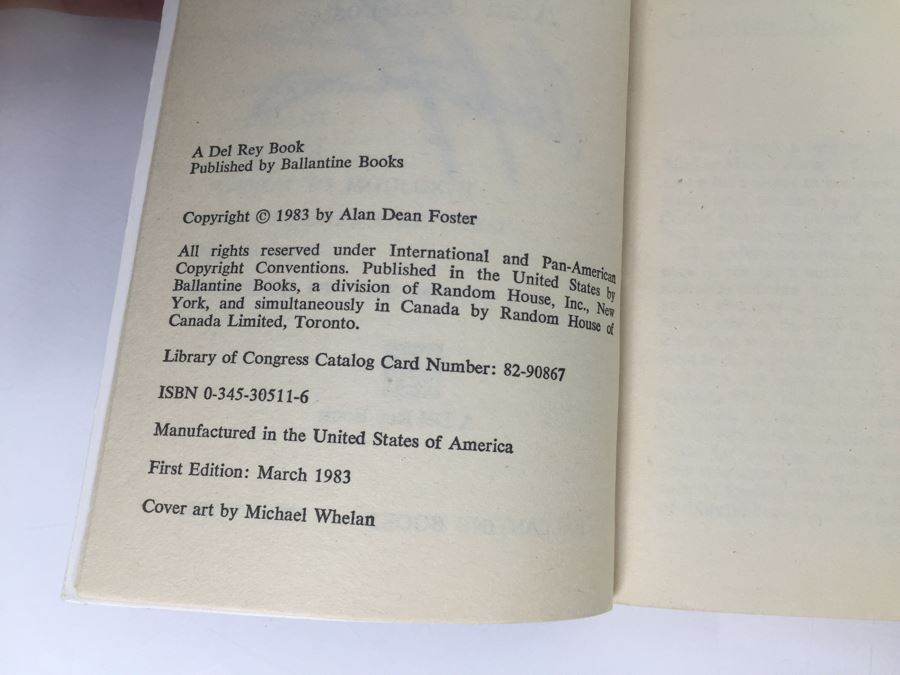 A Del Rey Book
Published by Ballantine Books
Copyright © 1983 by Alan Dean Foster
All rights reserved under International and Pan-American
Copyright Conventions. Published in the United States by
Ballantine Books, a division of Random House, Inc., New
York, and simultaneously in Canada by Random House of
Canada Limited, Toronto.
Library of Congress Catalog Card Number: 82-90867
ISBN 0-345-30511-6
Manufactured in the United States of America
First Edition: March 1983
Cover art by Michael Whelan